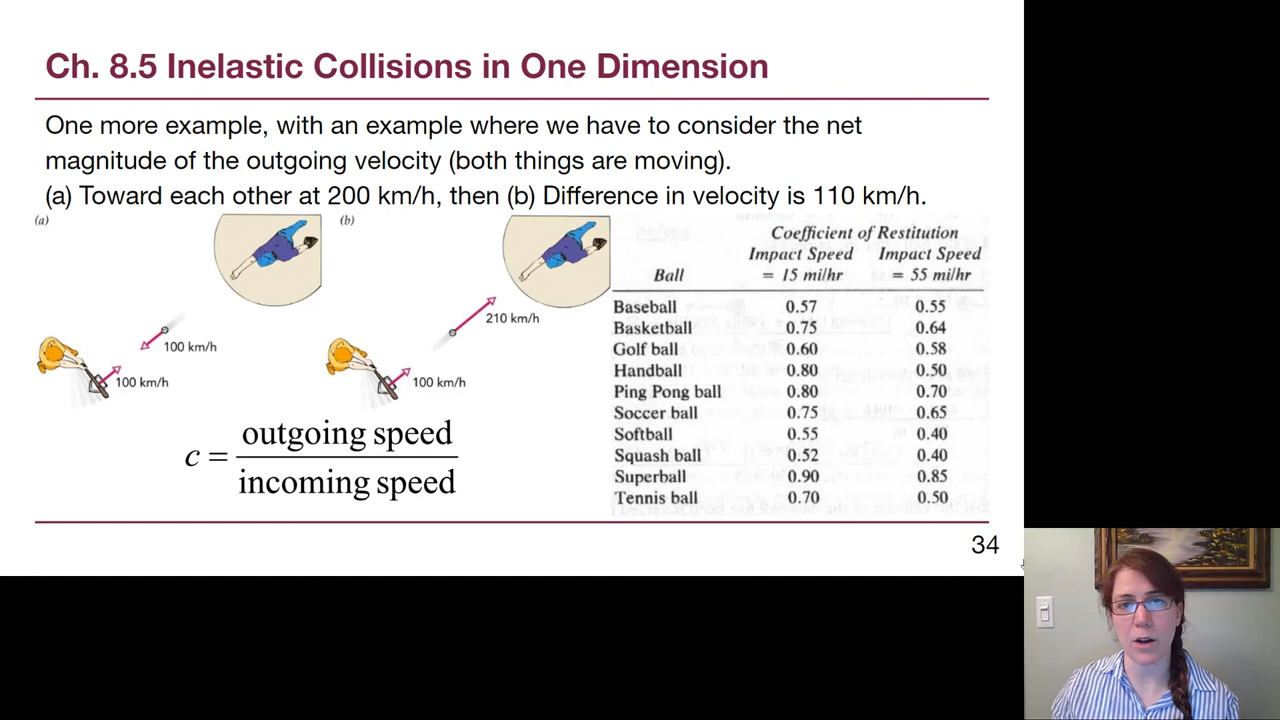 Ch. 8.5 Inelastic Collisions in One Dimension
One more example, with an example where we have to consider the net
magnitude of the outgoing velocity (both things are moving).
(a) Toward each other at 200 km/h, then (b) Difference in velocity is 110 km/h.
(a)
100 km/h
100 km/h
(b)
210 km/h
100 km/h
c = outgoing speed
incoming speed
Coefficient of Restitution
Impact Speed Impact Speed
Ball = 15 mi/hr = 55 mi/hr
Baseball 0.57 0.55
Basketball 0.75 0.64
Golf ball 0.60 0.58
Handball 0.80 0.50
Ping Pong ball 0.80 0.70
Soccer ball 0.75 0.65
Softball 0.55 0.40
Squash ball 0.52 0.40
Superball 0.90 0.85
Tennis ball 0.70 0.50
34